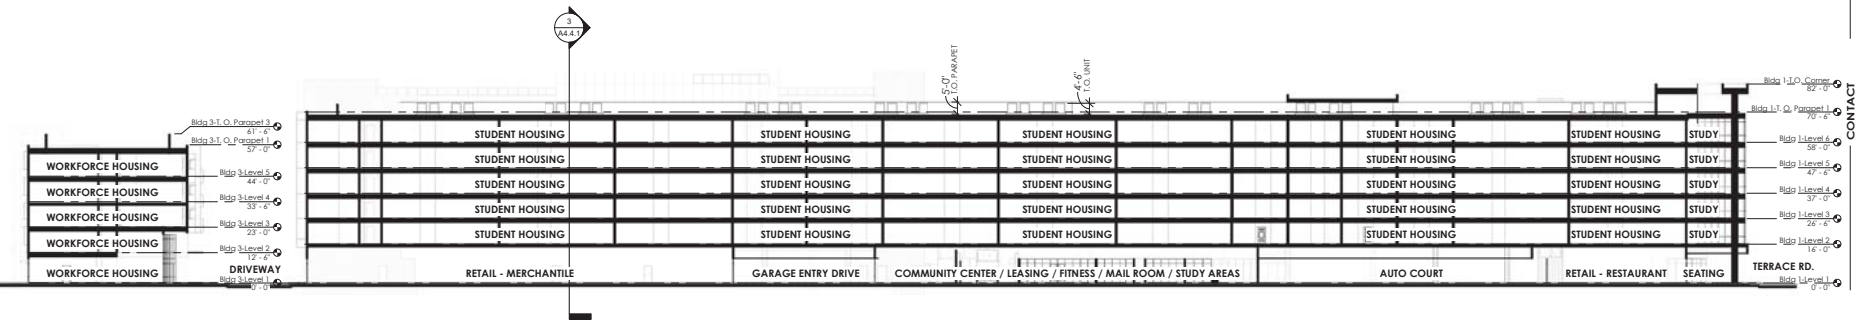 3
A4.4.1
5'-0"
T.O. PARAPET
4'-6"
T.O. UNIT
Bldg 1-T.O. Corner
82' - 0"
Bldg 1-T. O. Parapet 1
70' - 6"
CONTACT
Bldg 3-T. O. Parapet 3
61' - 6"
Bldg 3-T. O. Parapet 1
57' - 0"
STUDENT HOUSING STUDENT HOUSING STUDENT HOUSING STUDENT HOUSING STUDENT HOUSING STUDY
Bldg 1-Level 6
58' - 0"
WORKFORCE HOUSING
STUDENT HOUSING STUDENT HOUSING STUDENT HOUSING STUDENT HOUSING STUDENT HOUSING STUDY
Bldg 1-Level 5
47' - 6"
Bldg 3-Level 5
44' - 0"
WORKFORCE HOUSING
STUDENT HOUSING STUDENT HOUSING STUDENT HOUSING STUDENT HOUSING STUDENT HOUSING STUDY
Bldg 1-Level 4
37' - 0"
Bldg 3-Level 4
33' - 6"
WORKFORCE HOUSING
STUDENT HOUSING STUDENT HOUSING STUDENT HOUSING STUDENT HOUSING STUDENT HOUSING STUDY
Bldg 1-Level 3
26' - 6"
Bldg 3-Level 3
23' - 0"
WORKFORCE HOUSING
STUDENT HOUSING STUDENT HOUSING STUDENT HOUSING STUDENT HOUSING STUDENT HOUSING STUDY
Bldg 1-Level 2
16' - 0"
Bldg 3-Level 2
12' - 6"
WORKFORCE HOUSING
DRIVEWAY
RETAIL - MERCHANTILE
GARAGE ENTRY DRIVE
COMMUNITY CENTER / LEASING / FITNESS / MAIL ROOM / STUDY AREAS
AUTO COURT
RETAIL - RESTAURANT
SEATING
TERRACE RD.
Bldg 3-Level 1
0' - 0"
Bldg 1-Level 1
0' - 0"